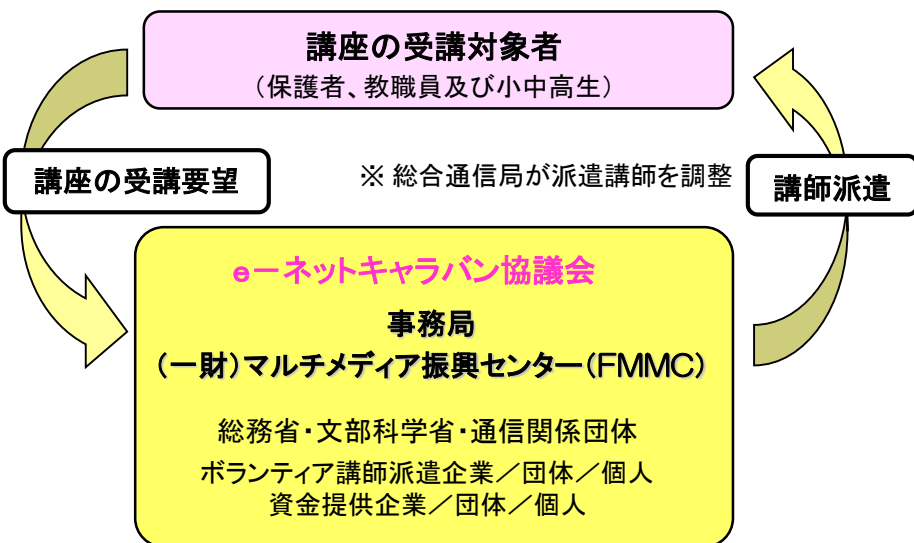 講座の受講対象者
(保護者、教職員及び小中高生)
講座の受講要望
※ 総合通信局が派遣講師を調整
講師派遣
e-ネットキャラバン協議会
事務局
(一財)マルチメディア振興センター(FMMC)
総務省・文部科学省・通信関係団体
ボランティア講師派遣企業/団体/個人
資金提供企業/団体/個人